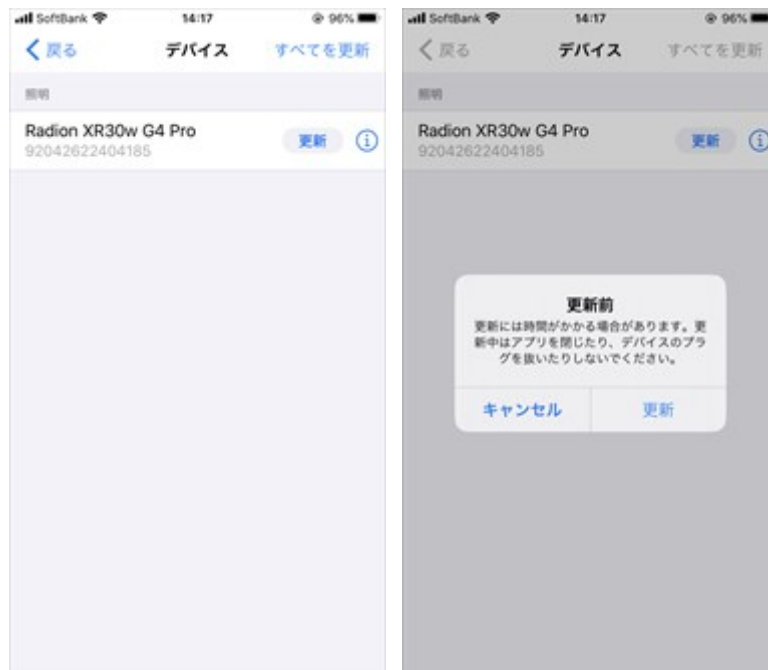 SoftBank 14:17 96%
戻る デバイス すべてを更新
照明
Radion XR30w G4 Pro
92042622404185
更新
SoftBank 14:17 96%
戻る デバイス すべてを更新
照明
Radion XR30w G4 Pro
92042622404185
更新
更新前
更新には時間がかかる場合があります。更
新中はアプリを閉じたり、デバイスのプラ
グを抜いたりしないでください。
キャンセル 更新